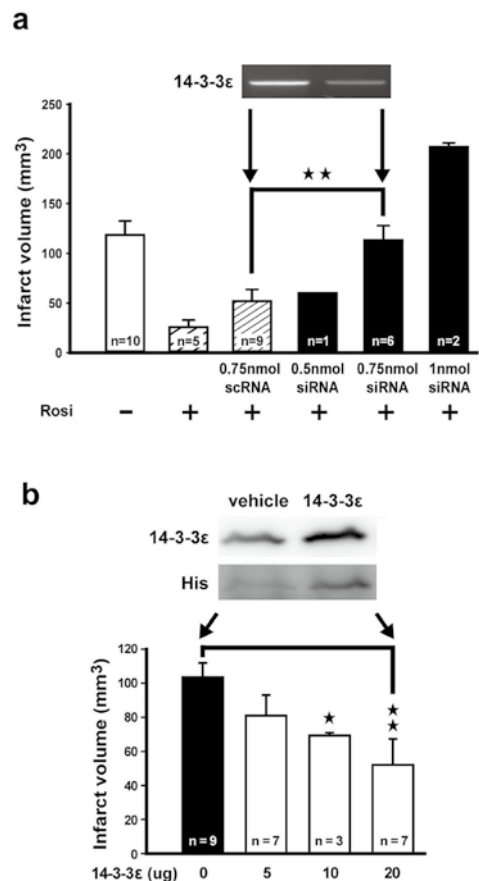 a
14-3-3ε
★★
Infarct volume (mm³)
250
200
150
100
50
0
n=10
n=5
n=9
n=1
n=6
n=2
0.75nmol 0.5nmol 0.75nmol 1nmol
scRNA siRNA siRNA siRNA
Rosi − + + + + +
b
vehicle 14-3-3ε
14-3-3ε
His
Infarct volume (mm³)
120
100
80
60
40
20
0
★
★
★
n = 9
n = 7
n = 3
n = 7
14-3-3ε (ug) 0 5 10 20